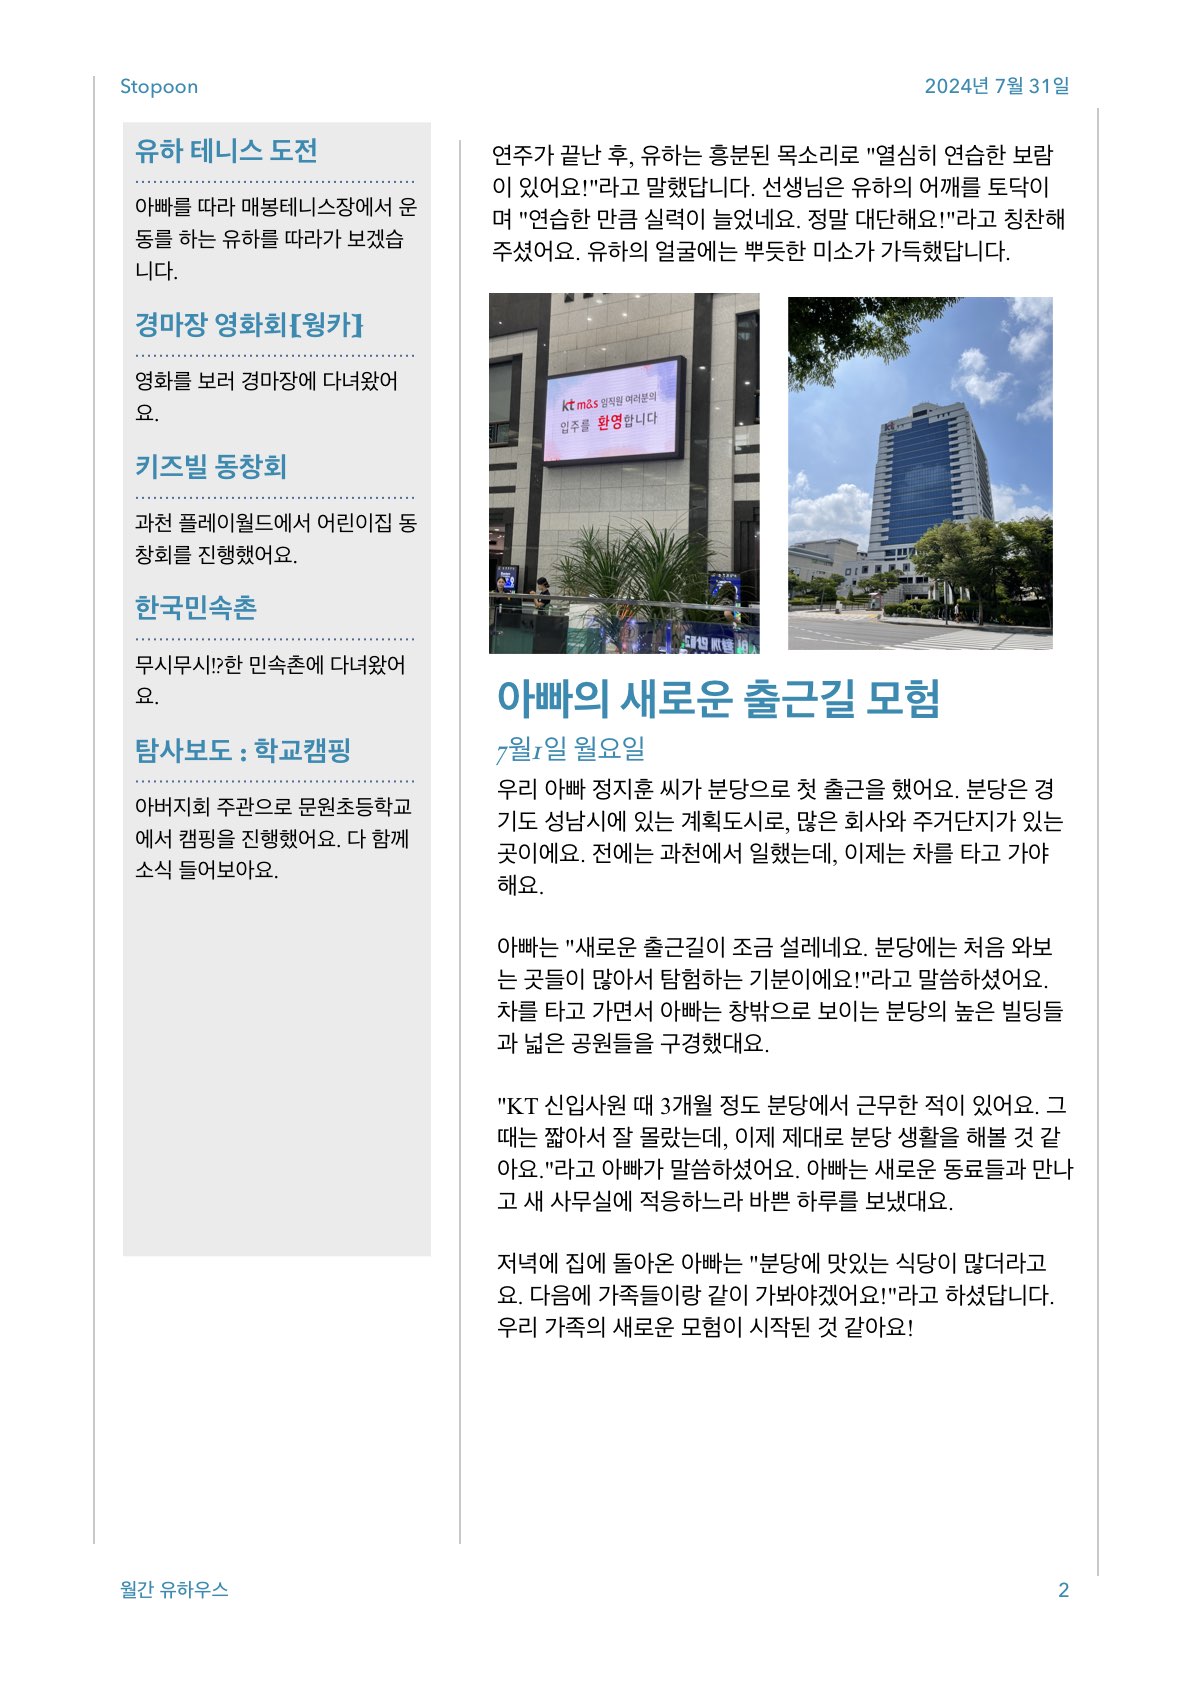 Stopoon
2024년 7월 31일
유하 테니스 도전
아빠를 따라 매봉테니스장에서 운
동를 하는 유하를 따라가 보겠습
니다.
경마장 영화회[웡카]
영화를 보러 경마장에 다녀왔어
요.
키즈빌 동창회
과천 플레이월드에서 어린이집 동
창회를 진행했어요.
한국민속촌
무시무시!?한 민속촌에 다녀왔어
요.
탐사보도 : 학교캠핑
아버지회 주관으로 문원초등학교
에서 캠핑을 진행했어요. 다 함께
소식 들어보아요.
연주가 끝난 후, 유하는 흥분된 목소리로 "열심히 연습한 보람
이 있어요!"라고 말했답니다. 선생님은 유하의 어깨를 토닥이
며 "연습한 만큼 실력이 늘었네요. 정말 대단해요!"라고 칭찬해
주셨어요. 유하의 얼굴에는 뿌듯한 미소가 가득했답니다.
kt m&s 임직원 여러분의
입주를 환영합니다
kt
아빠의 새로운 출근길 모험
7월1일 월요일
우리 아빠 정지훈 씨가 분당으로 첫 출근을 했어요. 분당은 경
기도 성남시에 있는 계획도시로, 많은 회사와 주거단지가 있는
곳이에요. 전에는 과천에서 일했는데, 이제는 차를 타고 가야
해요.
아빠는 "새로운 출근길이 조금 설레네요. 분당에는 처음 와보
는 곳들이 많아서 탐험하는 기분이에요!"라고 말씀하셨어요.
차를 타고 가면서 아빠는 창밖으로 보이는 분당의 높은 빌딩들
과 넓은 공원들을 구경했대요.
"KT 신입사원 때 3개월 정도 분당에서 근무한 적이 있어요. 그
때는 짧아서 잘 몰랐는데, 이제 제대로 분당 생활을 해볼 것 같
아요."라고 아빠가 말씀하셨어요. 아빠는 새로운 동료들과 만나
고 새 사무실에 적응하느라 바쁜 하루를 보냈대요.
저녁에 집에 돌아온 아빠는 "분당에 맛있는 식당이 많더라고
요. 다음에 가족들이랑 같이 가봐야겠어요!"라고 하셨답니다.
우리 가족의 새로운 모험이 시작된 것 같아요!
월간 유하우스
2